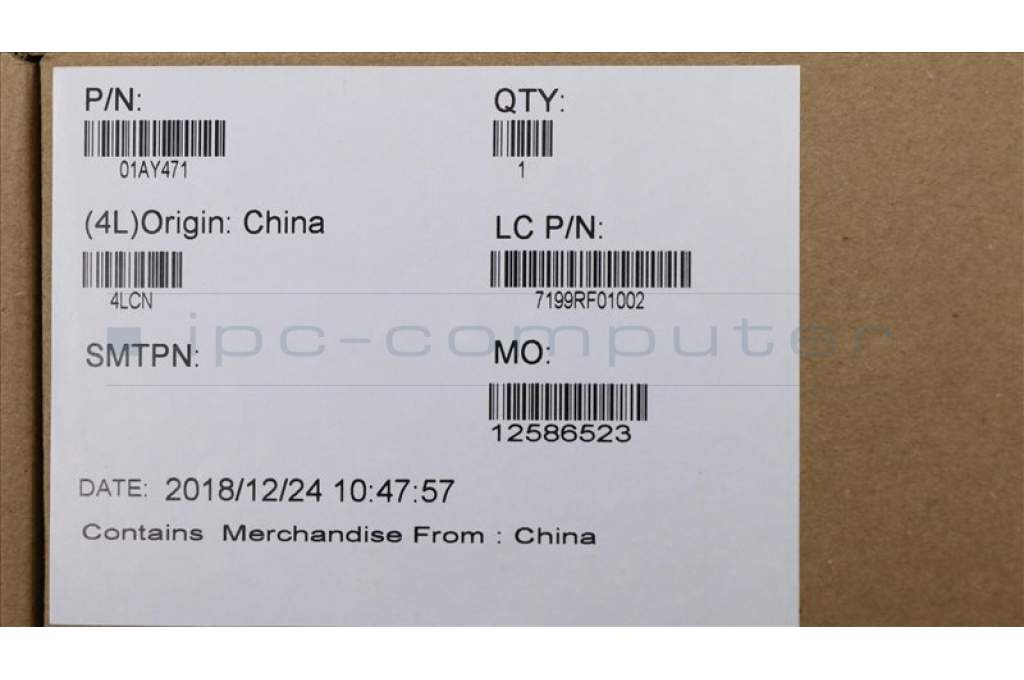 P/N:
01AY471
QTY:
1
(4L)Origin: China
4LCN
LC P/N:
7199RF01002
ipc-computer
SMTPN:
MO:
12586523
DATE: 2018/12/24 10:47:57
Contains Merchandise From : China